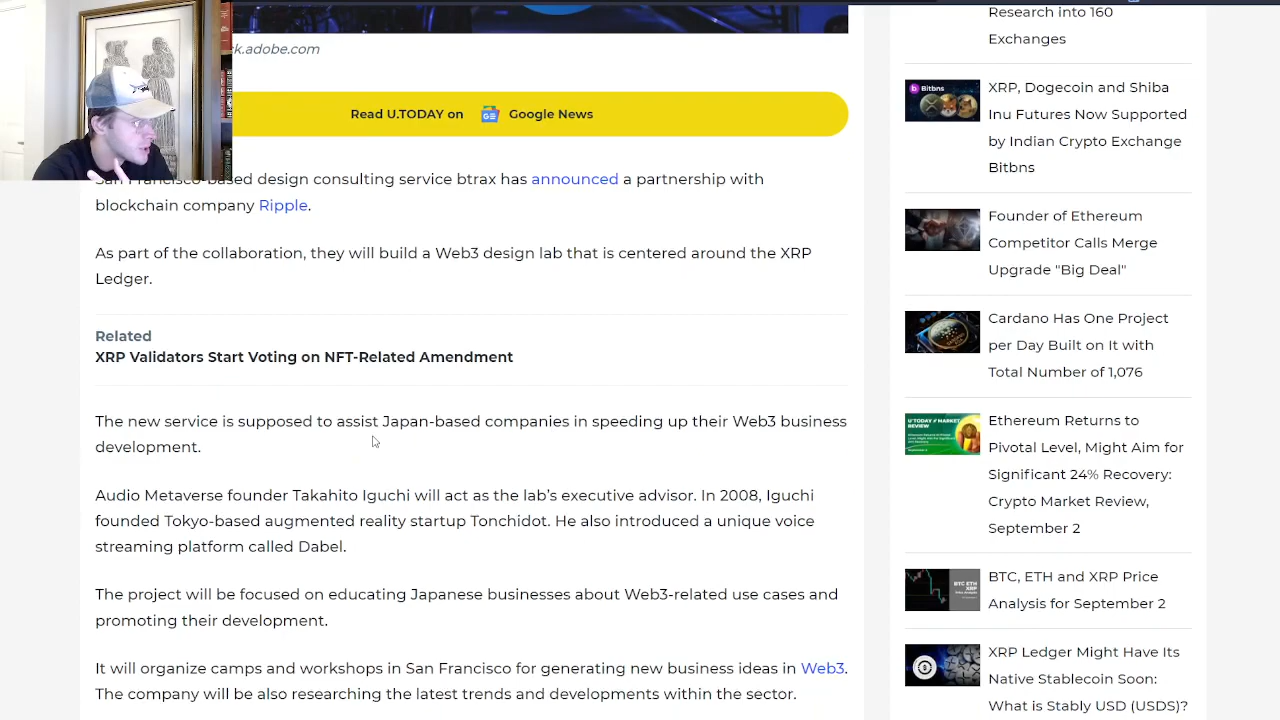 k.adobe.com
Read U.TODAY on Google News
San Francisco-based design consulting service btrax has announced a partnership with
blockchain company Ripple.
As part of the collaboration, they will build a Web3 design lab that is centered around the XRP
Ledger.
Related
XRP Validators Start Voting on NFT-Related Amendment
The new service is supposed to assist Japan-based companies in speeding up their Web3 business
development.
Audio Metaverse founder Takahito Iguchi will act as the lab’s executive advisor. In 2008, Iguchi
founded Tokyo-based augmented reality startup Tonchidot. He also introduced a unique voice
streaming platform called Dabel.
The project will be focused on educating Japanese businesses about Web3-related use cases and
promoting their development.
It will organize camps and workshops in San Francisco for generating new business ideas in Web3.
The company will be also researching the latest trends and developments within the sector.
Research into 160
Exchanges
Bitbns
XRP, Dogecoin and Shiba
Inu Futures Now Supported
by Indian Crypto Exchange
Bitbns
Founder of Ethereum
Competitor Calls Merge
Upgrade "Big Deal"
Cardano Has One Project
per Day Built on It with
Total Number of 1,076
Ethereum Returns to
Pivotal Level, Might Aim for
Significant 24% Recovery:
Crypto Market Review,
September 2
BTC ETH
XRP
BTC, ETH and XRP Price
Analysis for September 2
XRP Ledger Might Have Its
Native Stablecoin Soon:
What is Stably USD (USDS)?